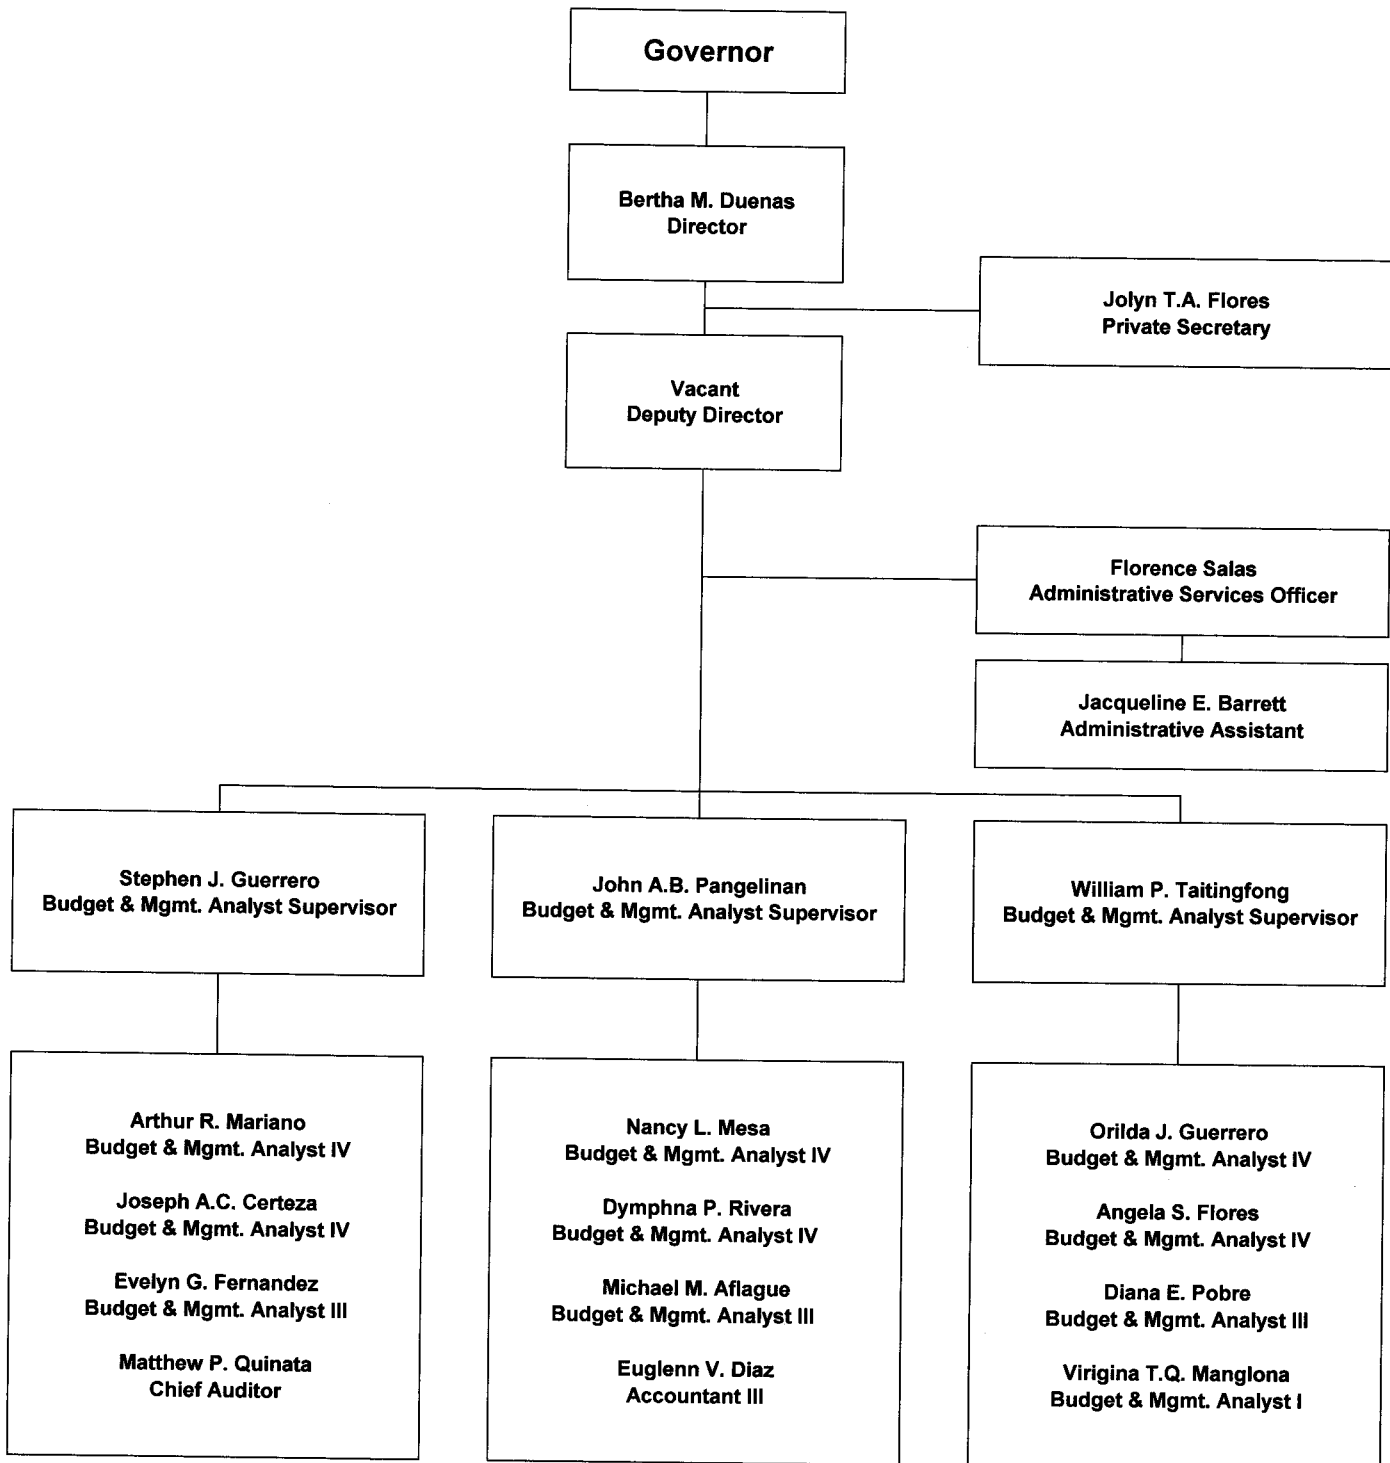 Governor
Bertha M. Duenas
Director
Jolyn T.A. Flores
Private Secretary
Vacant
Deputy Director
Florence Salas
Administrative Services Officer
Jacqueline E. Barrett
Administrative Assistant
Stephen J. Guerrero
Budget & Mgmt. Analyst Supervisor
John A.B. Pangelinan
Budget & Mgmt. Analyst Supervisor
William P. Taitingfong
Budget & Mgmt. Analyst Supervisor
Arthur R. Mariano
Budget & Mgmt. Analyst IV
Joseph A.C. Certeza
Budget & Mgmt. Analyst IV
Evelyn G. Fernandez
Budget & Mgmt. Analyst III
Matthew P. Quinata
Chief Auditor
Nancy L. Mesa
Budget & Mgmt. Analyst IV
Dymphna P. Rivera
Budget & Mgmt. Analyst IV
Michael M. Aflague
Budget & Mgmt. Analyst III
Euglenn V. Diaz
Accountant III
Orilda J. Guerrero
Budget & Mgmt. Analyst IV
Angela S. Flores
Budget & Mgmt. Analyst IV
Diana E. Pobre
Budget & Mgmt. Analyst III
Virigina T.Q. Manglona
Budget & Mgmt. Analyst I